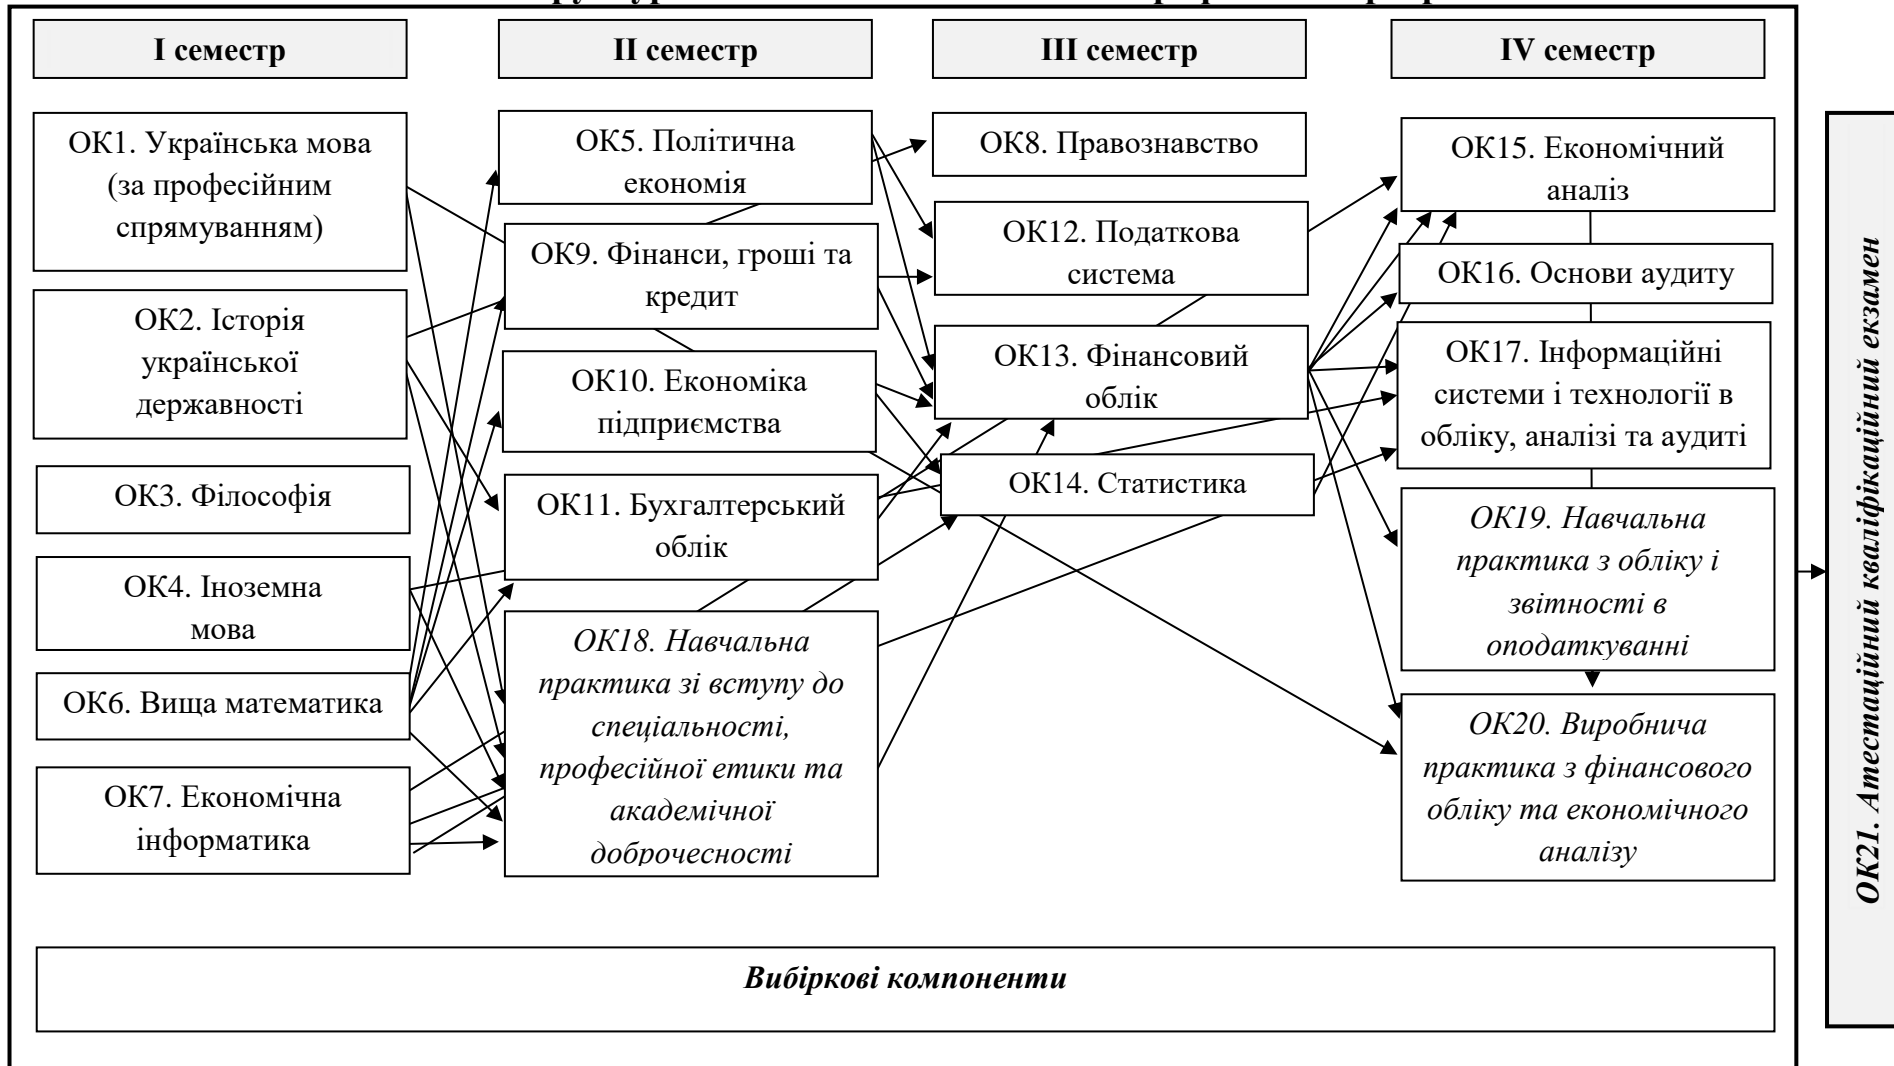 І семестр
ІІ семестр
ІІІ семестр
IV семестр
ОК1. Українська мова
(за професійним
спрямуванням)
ОК2. Історія
української
державності
ОК3. Філософія
ОК4. Іноземна
мова
ОК6. Вища математика
ОК7. Економічна
інформатика
ОК5. Політична
економія
ОК9. Фінанси, гроші та
кредит
ОК10. Економіка
підприємства
ОК11. Бухгалтерський
облік
ОК18. Навчальна
практика зі вступу до
спеціальності,
професійної етики та
академічної
доброчесності
ОК8. Правознавство
ОК12. Податкова
система
ОК13. Фінансовий
облік
ОК14. Статистика
ОК15. Економічний
аналіз
ОК16. Основи аудиту
ОК17. Інформаційні
системи і технології в
обліку, аналізі та аудиті
ОК19. Навчальна
практика з обліку і
звітності в
оподаткуванні
ОК20. Виробнича
практика з фінансового
обліку та економічного
аналізу
ОК21. Атестаційний кваліфікаційний екзамен
Вибіркові компоненти